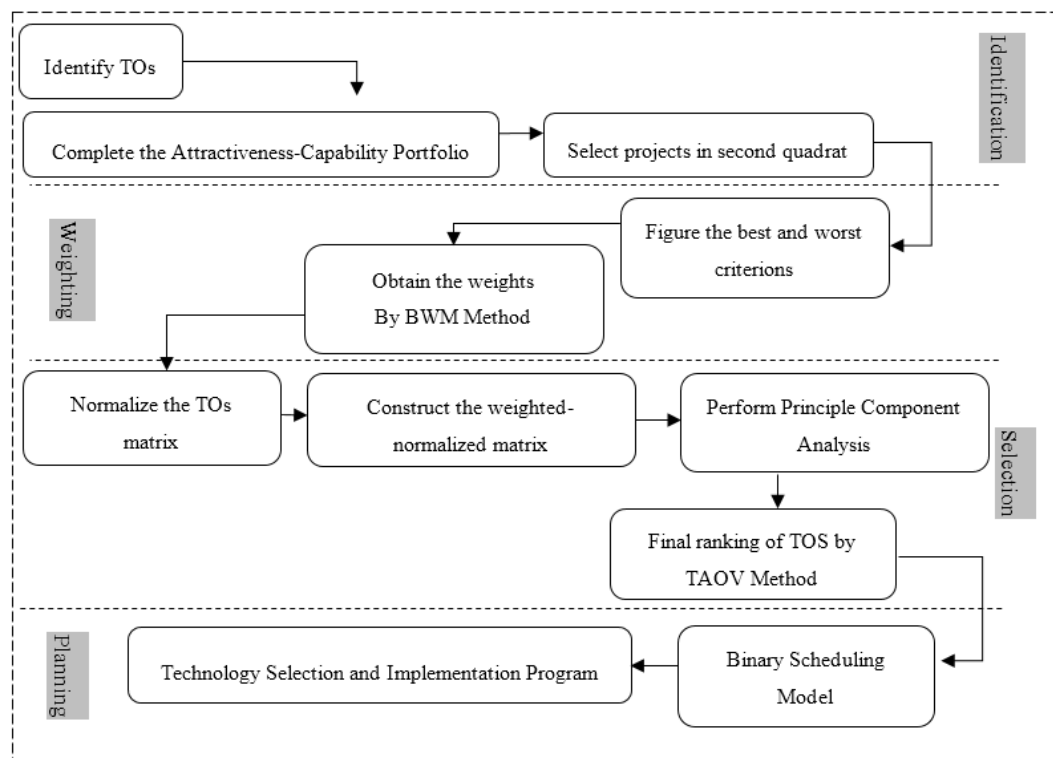 Identify TOs
Identification
Complete the Attractiveness-Capability Portfolio
Select projects in second quadrat
Weighting
Figure the best and worst
criterions
Obtain the weights
By BWM Method
Normalize the TOs
matrix
Construct the weighted-
normalized matrix
Perform Principle Component
Analysis
Selection
Final ranking of TOS by
TAOV Method
Planning
Binary Scheduling
Model
Technology Selection and Implementation Program